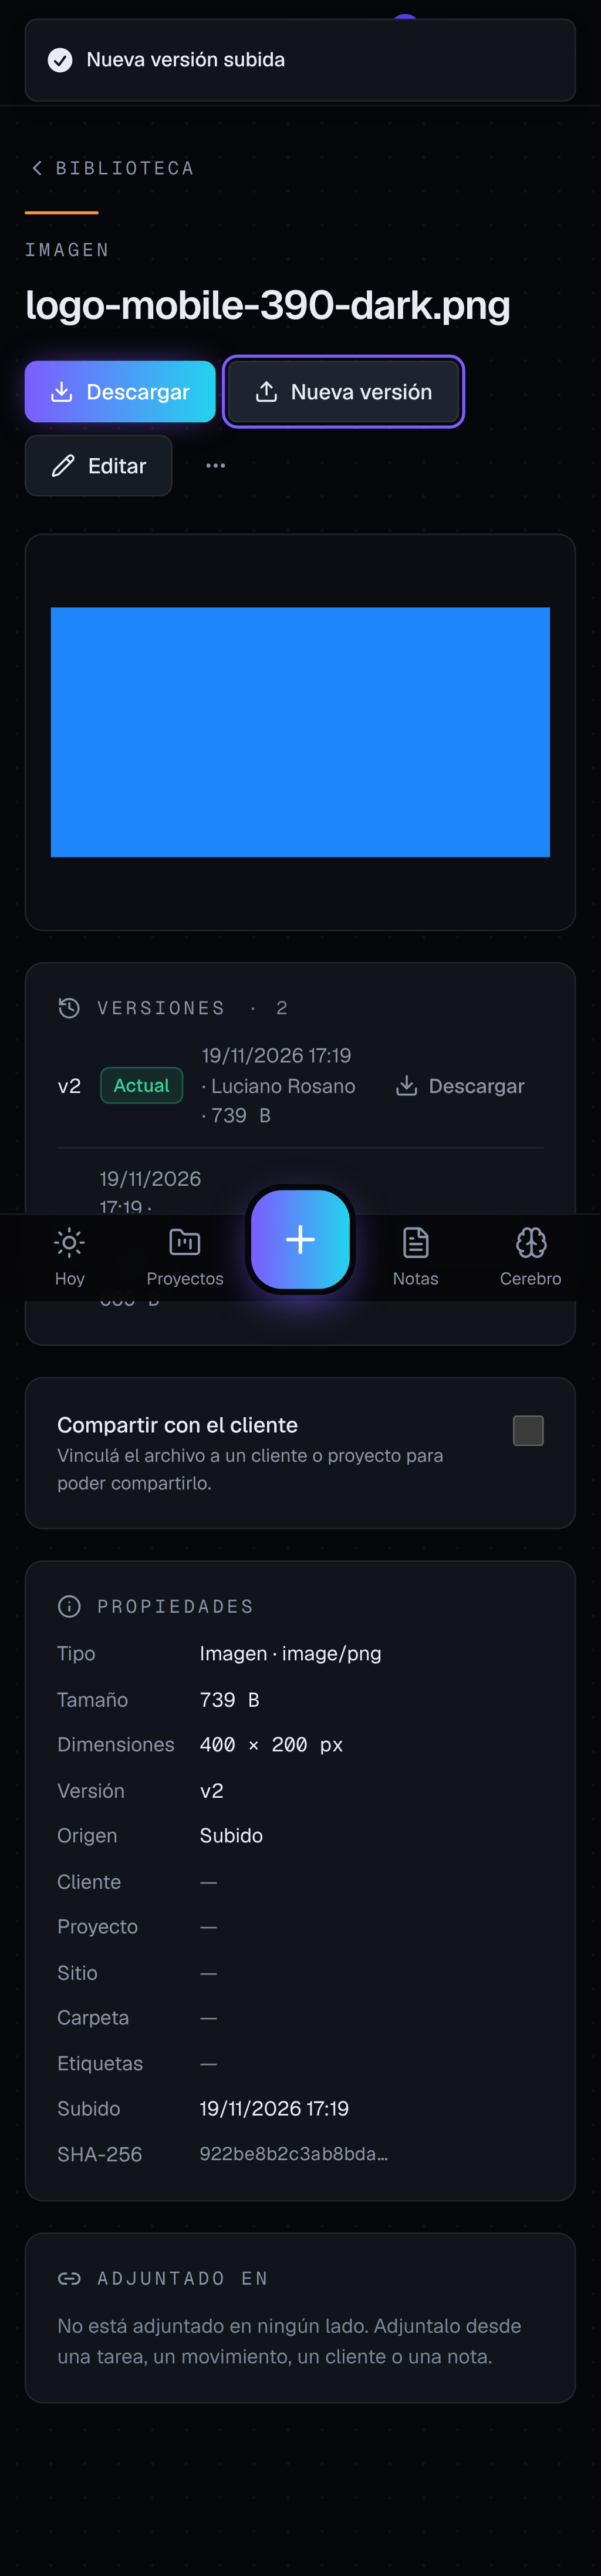 Nueva versión subida
BIBLIOTECA
IMAGEN
logo-mobile-390-dark.png
Descargar
Nueva versión
Editar
VERSIONES · 2
v2
Actual
19/11/2026 17:19
· Luciano Rosano
· 739 B
Descargar
19/11/2026
17:19 ·
Hoy
Proyectos
Notas
Cerebro
Compartir con el cliente
Vinculá el archivo a un cliente o proyecto para
poder compartirlo.
PROPIEDADES
Tipo Imagen · image/png
Tamaño 739 B
Dimensiones 400 × 200 px
Versión v2
Origen Subido
Cliente —
Proyecto —
Sitio —
Carpeta —
Etiquetas —
Subido 19/11/2026 17:19
SHA-256 922be8b2c3ab8bda…
ADJUNTADO EN
No está adjuntado en ningún lado. Adjuntalo desde
una tarea, un movimiento, un cliente o una nota.